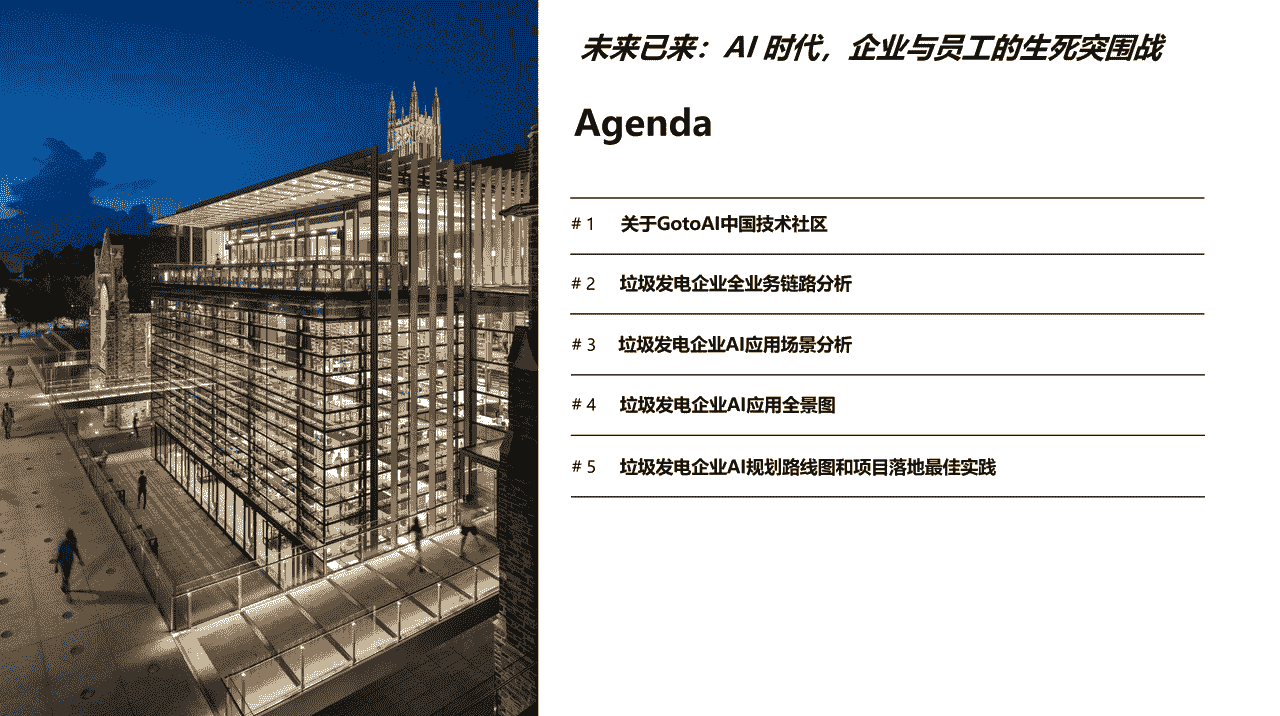 未来已来：AI 时代，企业与员工的生死突围战
Agenda
# 1 关于GotoAI中国技术社区
# 2 垃圾发电企业全业务链路分析
# 3 垃圾发电企业AI应用场景分析
# 4 垃圾发电企业AI应用全景图
# 5 垃圾发电企业AI规划路线图和项目落地最佳实践